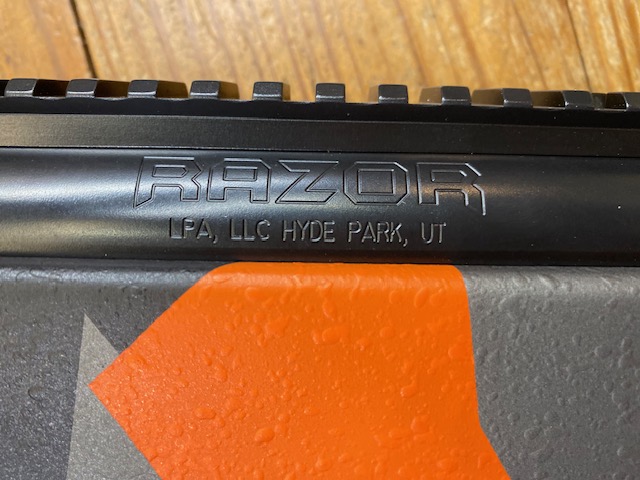 RAZOR
LPA, LLC HYDE PARK, UT